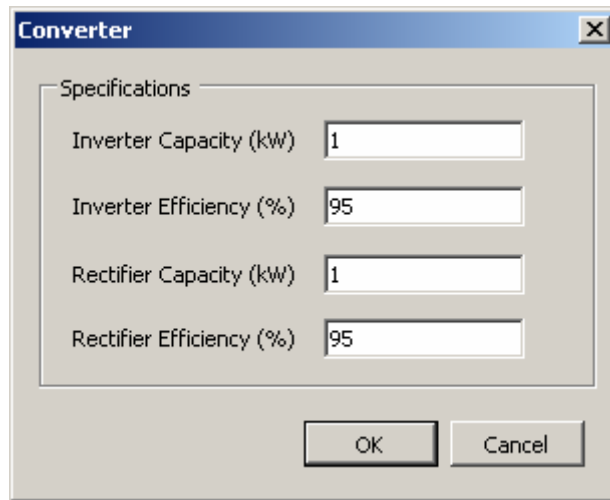 Converter
Specifications
Inverter Capacity (kW) 1
Inverter Efficiency (%) 95
Rectifier Capacity (kW) 1
Rectifier Efficiency (%) 95
OK Cancel